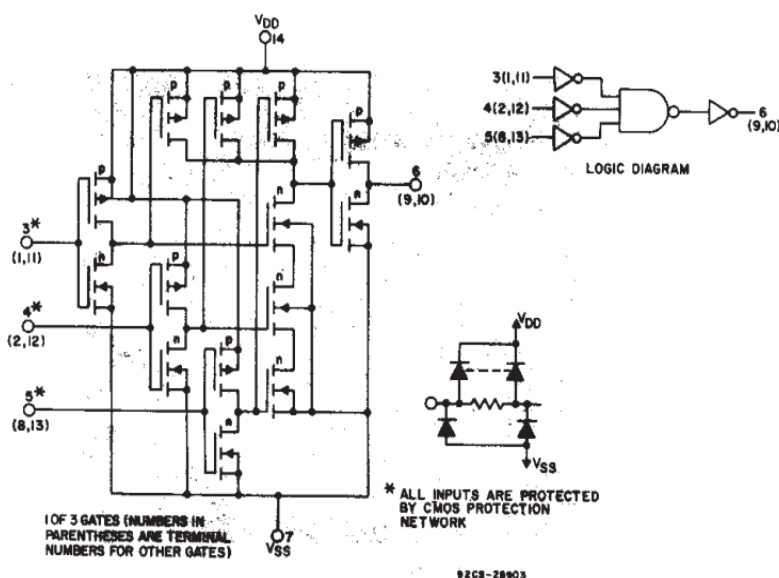 VDD
14
p
p
p
p
p
n
n
p
n
n
n
p
n
n
3*
(1,11)
4*
(2,12)
5*
(8,13)
6
(9,10)
7
VSS
1 OF 3 GATES (NUMBERS IN
PARENTHESES ARE TERMINAL
NUMBERS FOR OTHER GATES)
3(1,11)
4(2,12)
5(8,13)
6
(9,10)
LOGIC DIAGRAM
VDD
VSS
* ALL INPUTS ARE PROTECTED
BY CMOS PROTECTION
NETWORK
92CS-28903